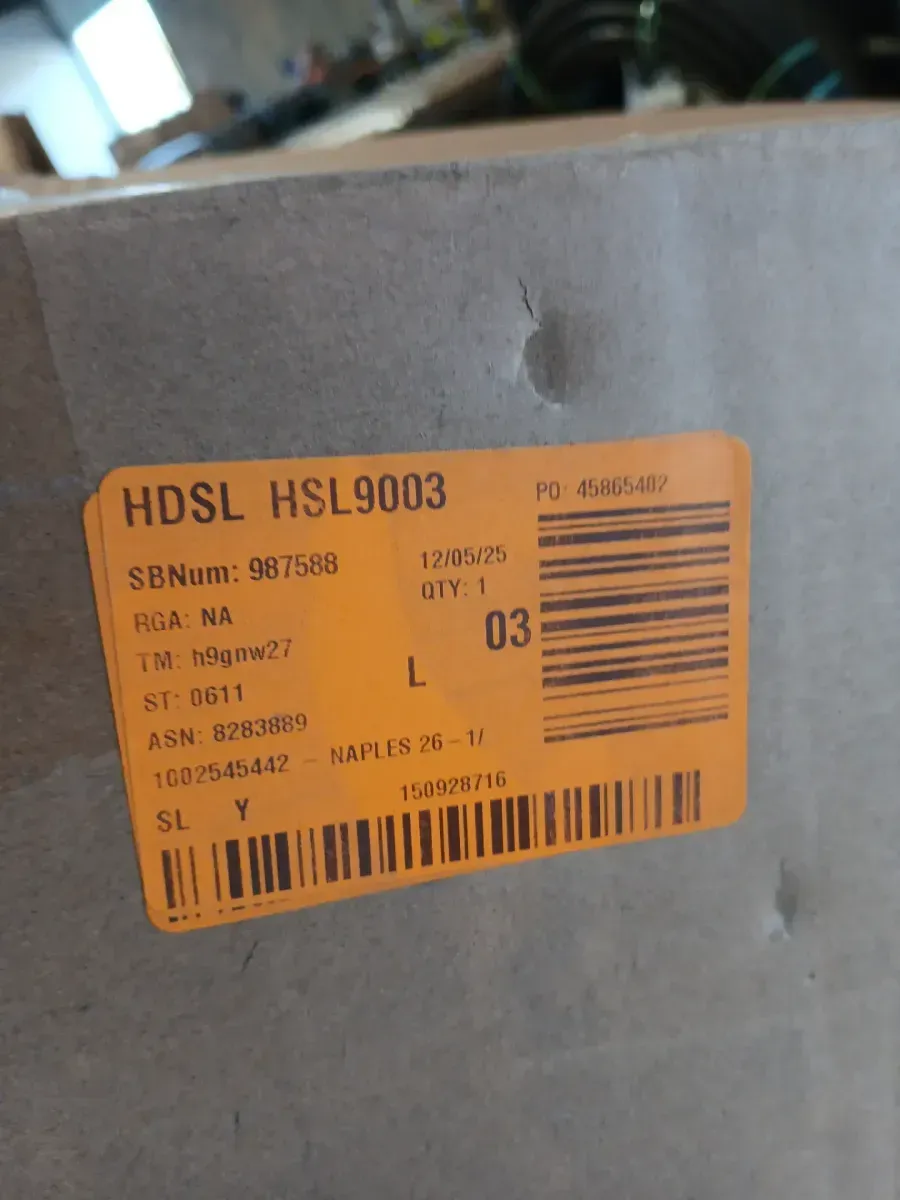 HDSL HSL9003
PO: 45865402
SBNum: 987588
12/05/25
QTY: 1
RGA: NA
03
TM: h9gnw27
L
ST: 0611
ASN: 8283889
1002545442 - NAPLES 26-1/
SL Y
150928716